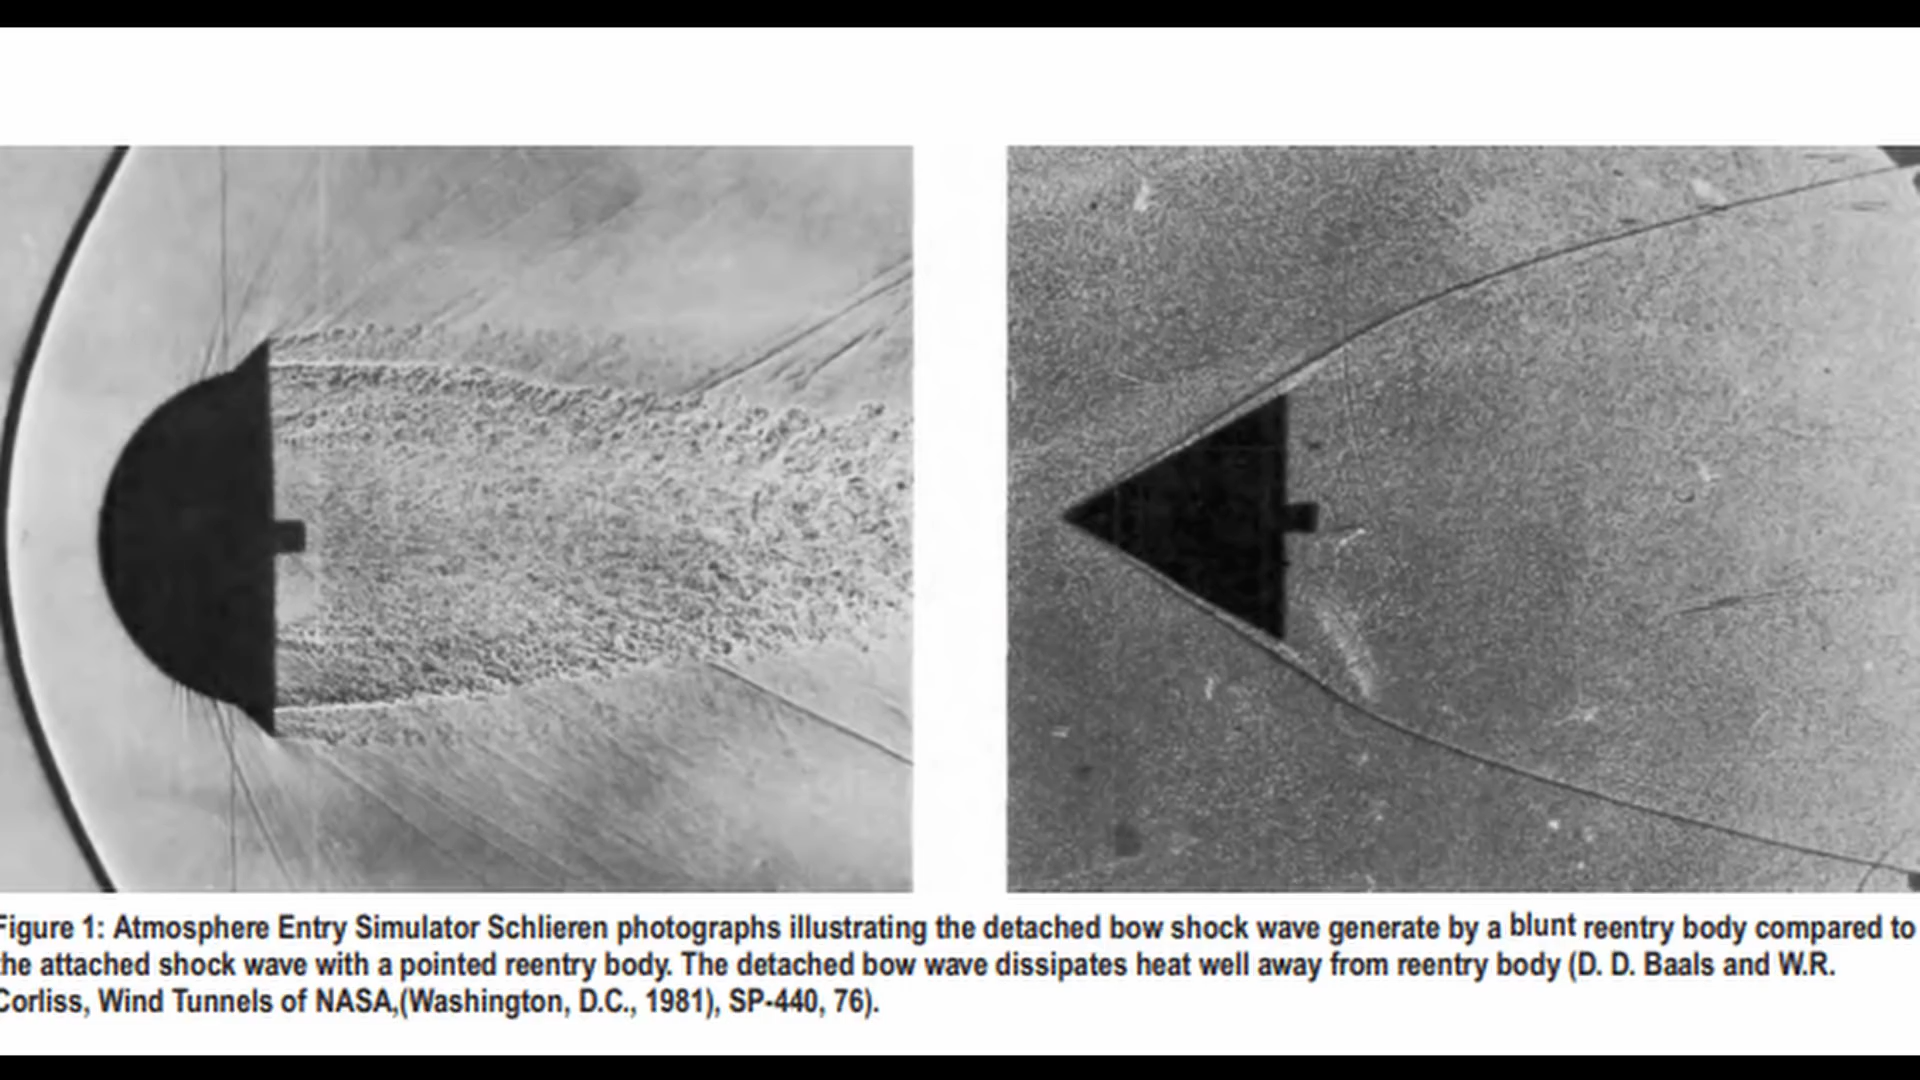 Figure 1: Atmosphere Entry Simulator Schlieren photographs illustrating the detached bow shock wave generate by a blunt reentry body compared to
the attached shock wave with a pointed reentry body. The detached bow wave dissipates heat well away from reentry body (D. D. Baals and W.R.
Corliss, Wind Tunnels of NASA,(Washington, D.C., 1981), SP-440, 76).